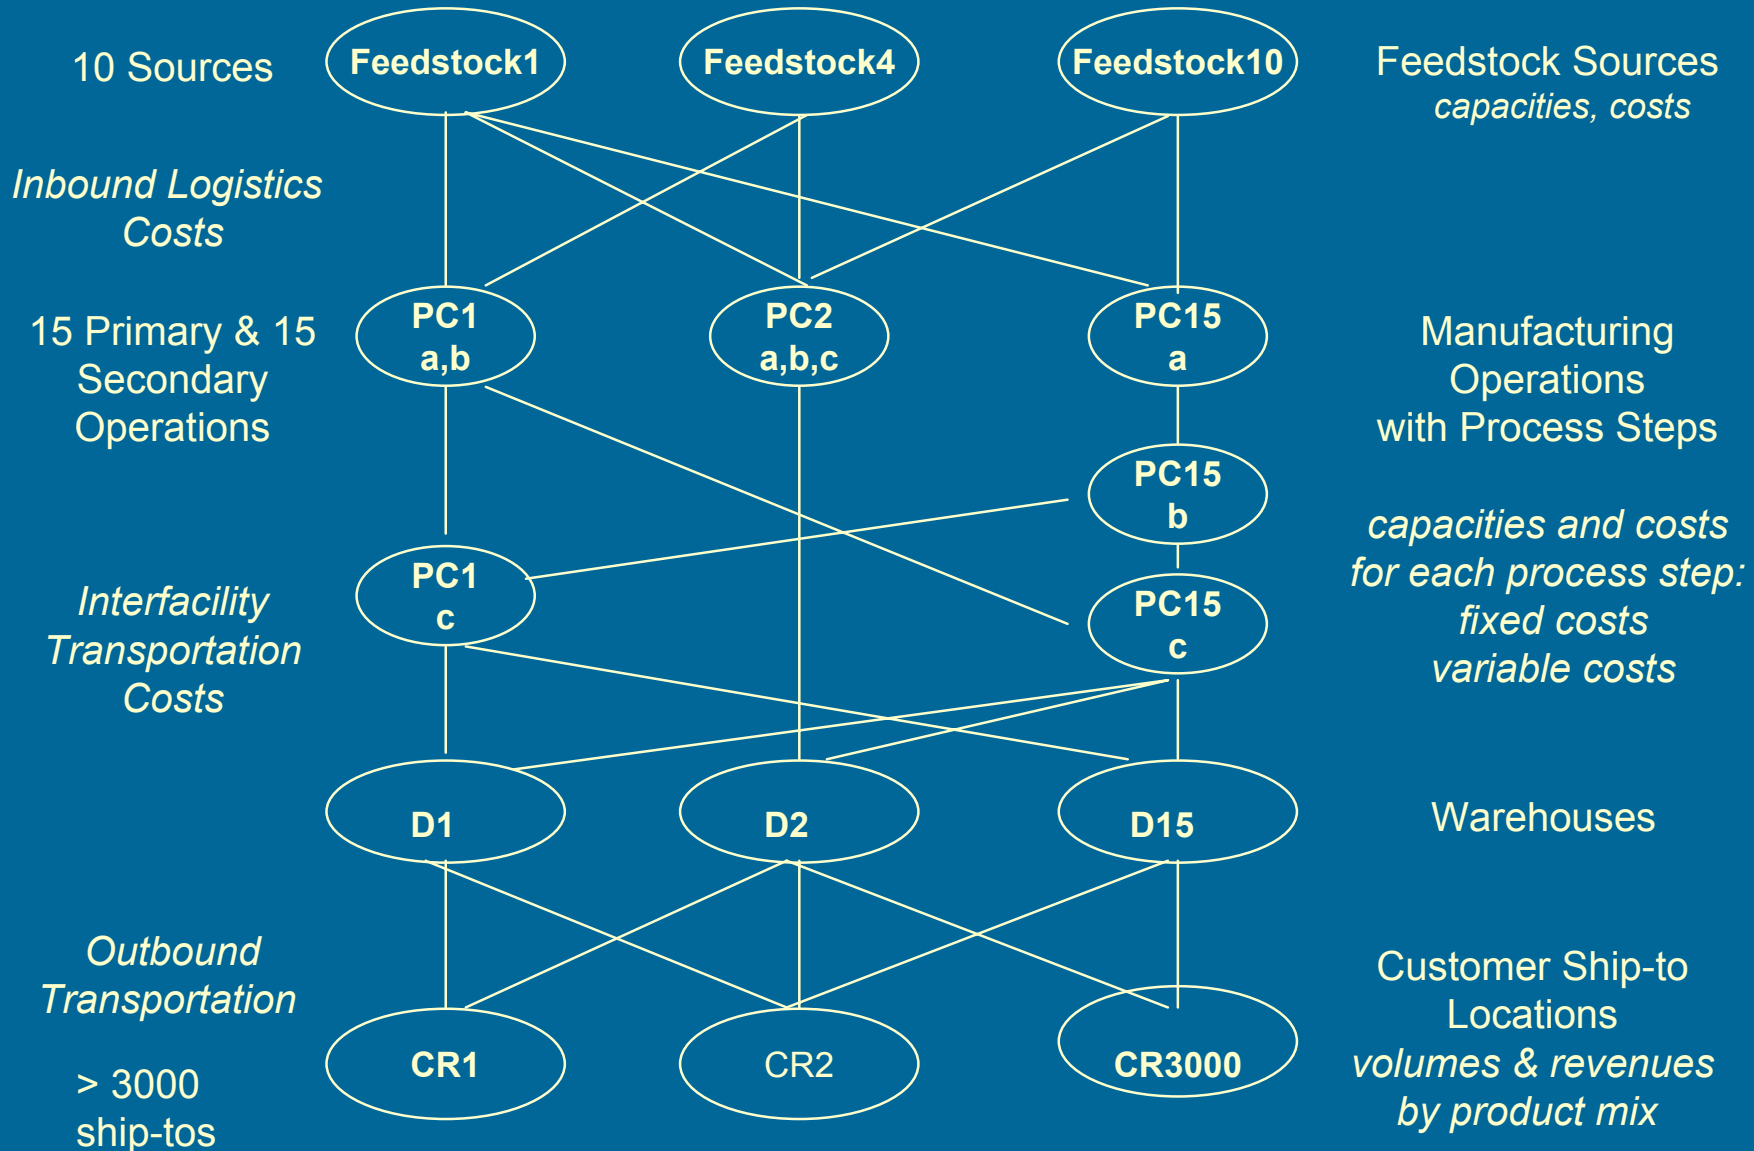 10 Sources
Feedstock1
Feedstock4
Feedstock10
Feedstock Sources
capacities, costs
Inbound Logistics
Costs
15 Primary & 15
Secondary
Operations
PC1
a,b
PC2
a,b,c
PC15
a
Manufacturing
Operations
with Process Steps
PC15
b
capacities and costs
for each process step:
fixed costs
variable costs
Interfacility
Transportation
Costs
PC1
c
PC15
c
D1
D2
D15
Warehouses
Outbound
Transportation
> 3000
ship-tos
CR1
CR2
CR3000
Customer Ship-to
Locations
volumes & revenues
by product mix